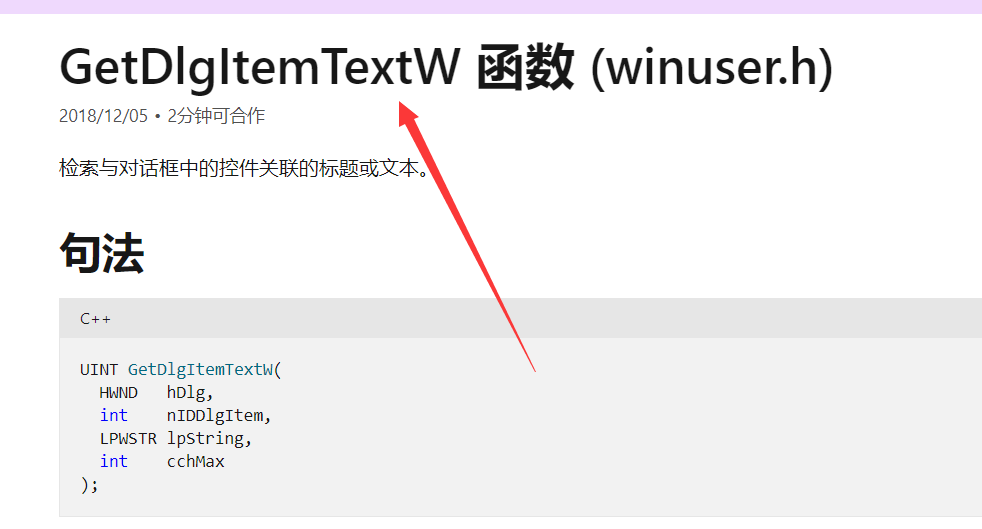 GetDlgItemTextW 函数 (winuser.h)
2018/12/05 • 2分钟可合作
检索与对话框中的控件关联的标题或文本。
句法
C++
UINT GetDlgItemTextW(
  HWND   hDlg,
  int    nIDDlgItem,
  LPWSTR lpString,
  int    cchMax
);